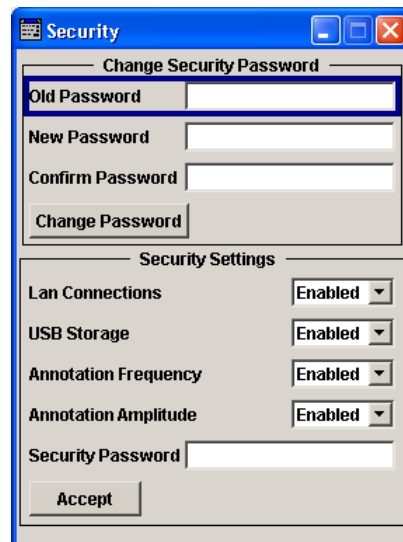 Security
Change Security Password
Old Password
New Password
Confirm Password
Change Password
Security Settings
Lan Connections Enabled
USB Storage Enabled
Annotation Frequency Enabled
Annotation Amplitude Enabled
Security Password
Accept